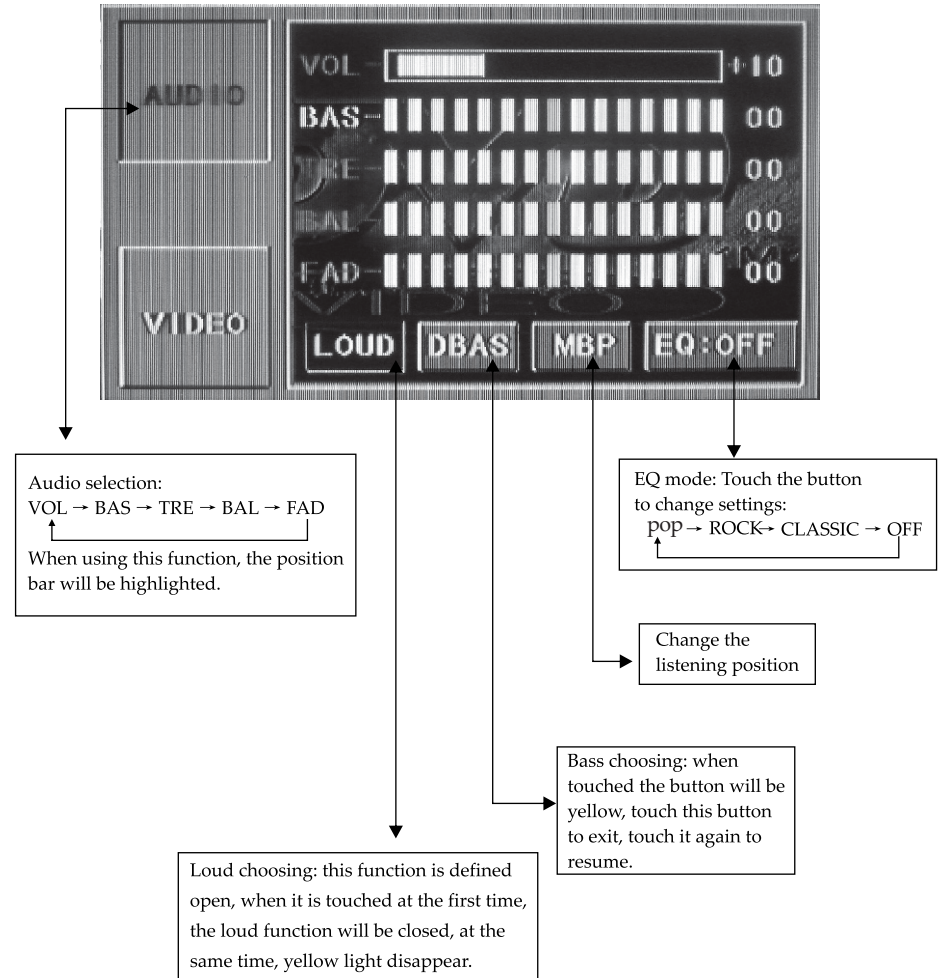 AUDIO
VIDEO
VOL +10
BAS 00
TRE 00
BAL 00
FAD 00
LOUD DBAS MBP EQ:OFF
Audio selection:
VOL → BAS → TRE → BAL → FAD
When using this function, the position
bar will be highlighted.
EQ mode: Touch the button
to change settings:
pop → ROCK → CLASSIC → OFF
Change the
listening position
Bass choosing: when
touched the button will be
yellow, touch this button
to exit, touch it again to
resume.
Loud choosing: this function is defined
open, when it is touched at the first time,
the loud function will be closed, at the
same time, yellow light disappear.